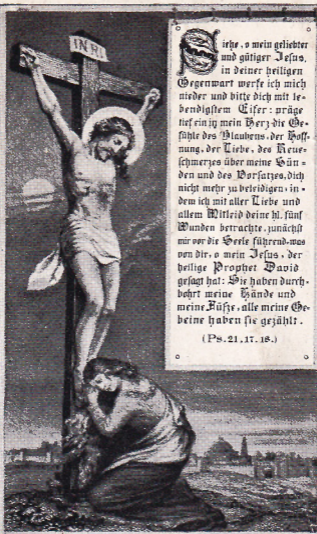 INRI
Siehe, o mein geliebter
und gütiger Jesus,
in deiner heiligen
Gegenwart werfe ich mich
nieder und bitte dich mit le-
bendigstem Eifer: präge
tief ein in mein Herz die Ge-
fühle des Glaubens, der Hoff-
nung, der Liebe, des Reue-
schmerzes über meine Sün-
den und des Vorsatzes, dich
nicht mehr zu beleidigen, in-
dem ich mit aller Liebe und
allem Mitleid deine hl. fünf
Wunden betrachte, zunächst
mir vor die Seele führend, was
von dir, o mein Jesus, der
heilige Prophet David
gesagt hat: Sie haben durch-
bohrt meine Hände und
meine Füße, alle meine Ge-
beine haben sie gezählt.
(Ps. 21, 17. 18.)